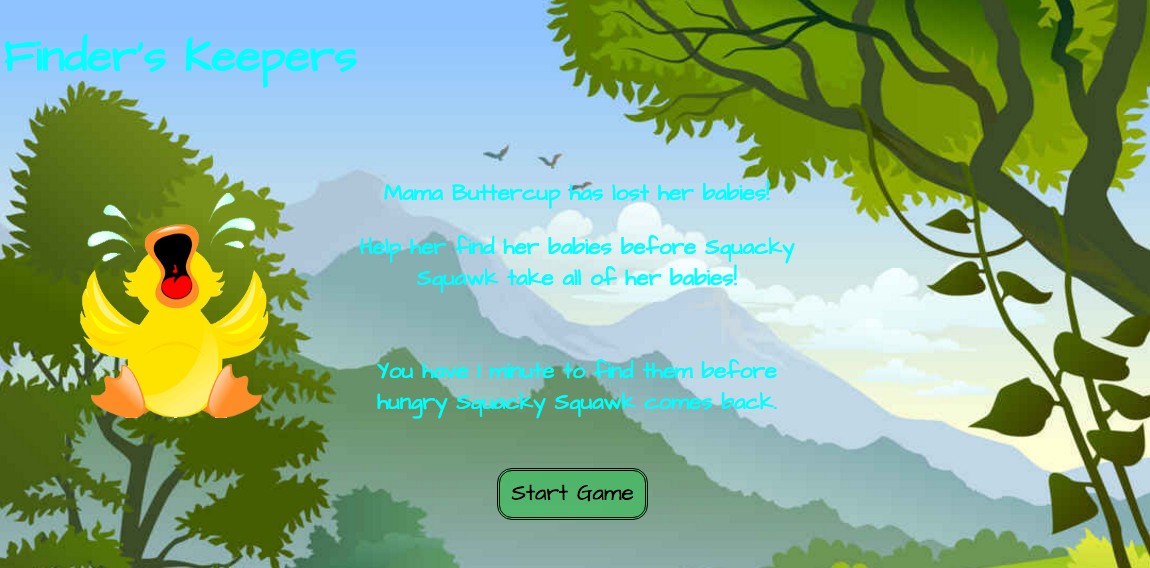 Finder's Keepers
Mama Buttercup has lost her babies!
Help her find her babies before Squacky
Squawk take all of her babies!
You have 1 minute to find them before
hungry Squacky Squawk comes back.
Start Game